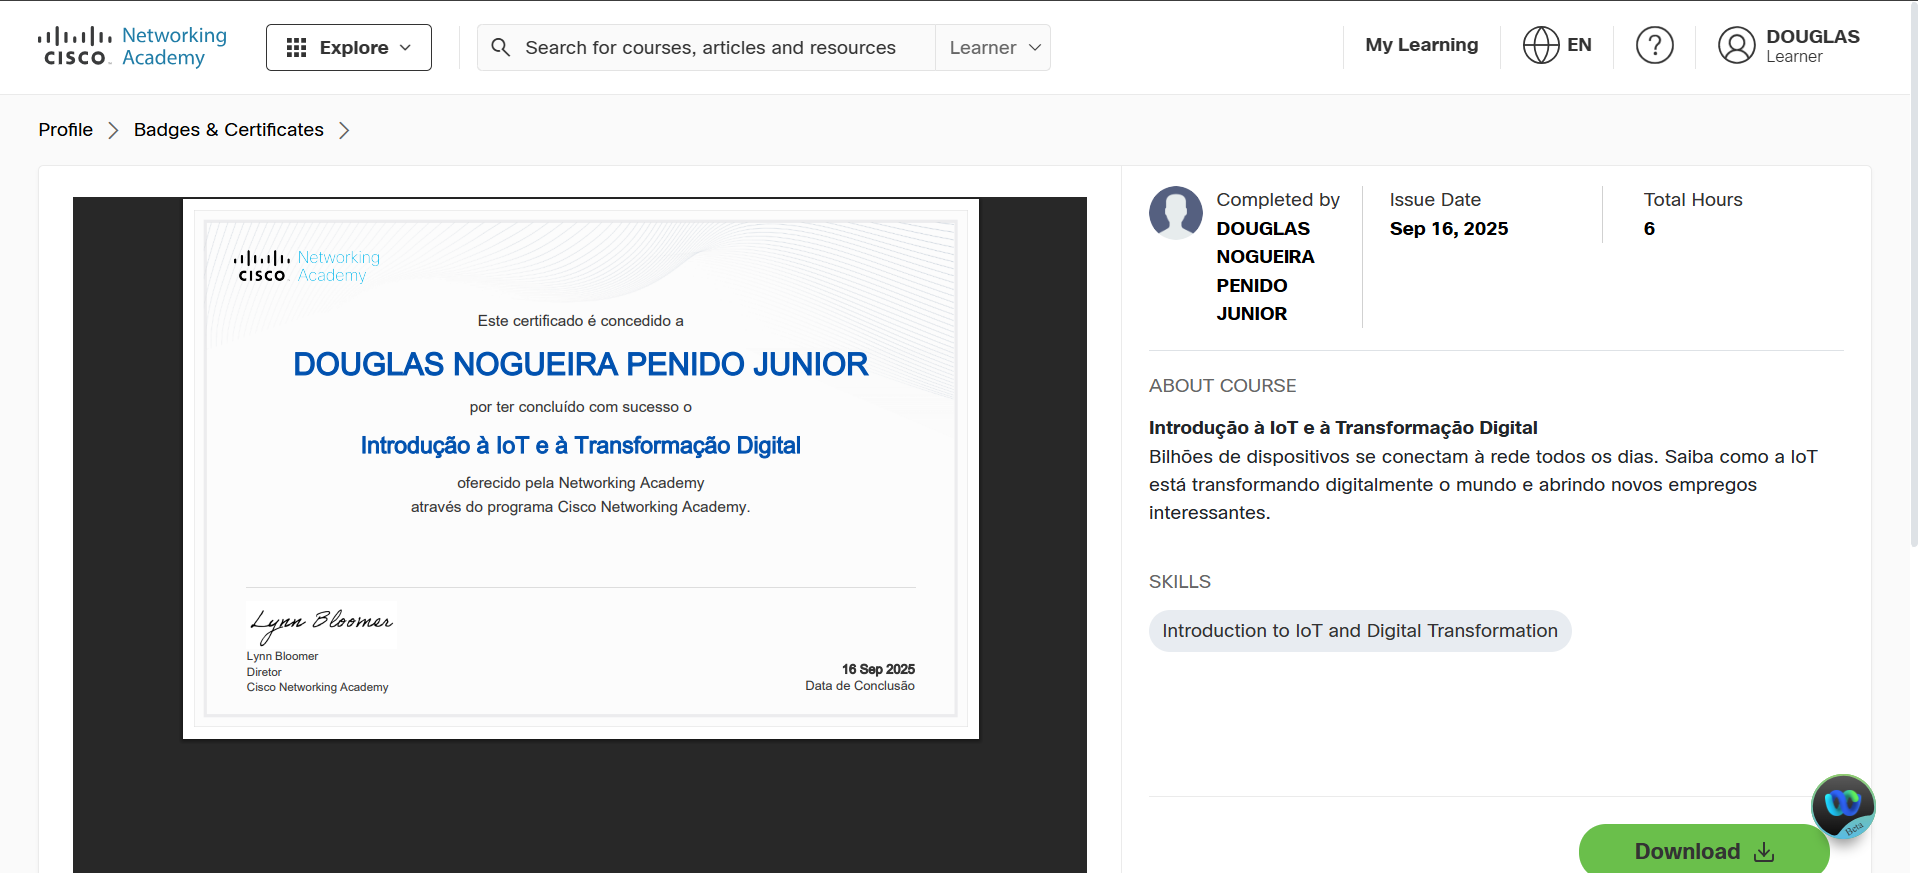 CISCO Networking Academy
Explore
Search for courses, articles and resources
Learner
My Learning
EN
?
DOUGLAS
Learner
Profile
Badges & Certificates
CISCO Networking Academy
Este certificado é concedido a
DOUGLAS NOGUEIRA PENIDO JUNIOR
por ter concluído com sucesso o
Introdução à IoT e à Transformação Digital
oferecido pela Networking Academy
através do programa Cisco Networking Academy.
Lynn Bloomer
Lynn Bloomer
Diretor
Cisco Networking Academy
16 Sep 2025
Data de Conclusão
Completed by
DOUGLAS
NOGUEIRA
PENIDO
JUNIOR
Issue Date
Sep 16, 2025
Total Hours
6
ABOUT COURSE
Introdução à IoT e à Transformação Digital
Bilhões de dispositivos se conectam à rede todos os dias. Saiba como a IoT
está transformando digitalmente o mundo e abrindo novos empregos
interessantes.
SKILLS
Introduction to IoT and Digital Transformation
Beta
Download